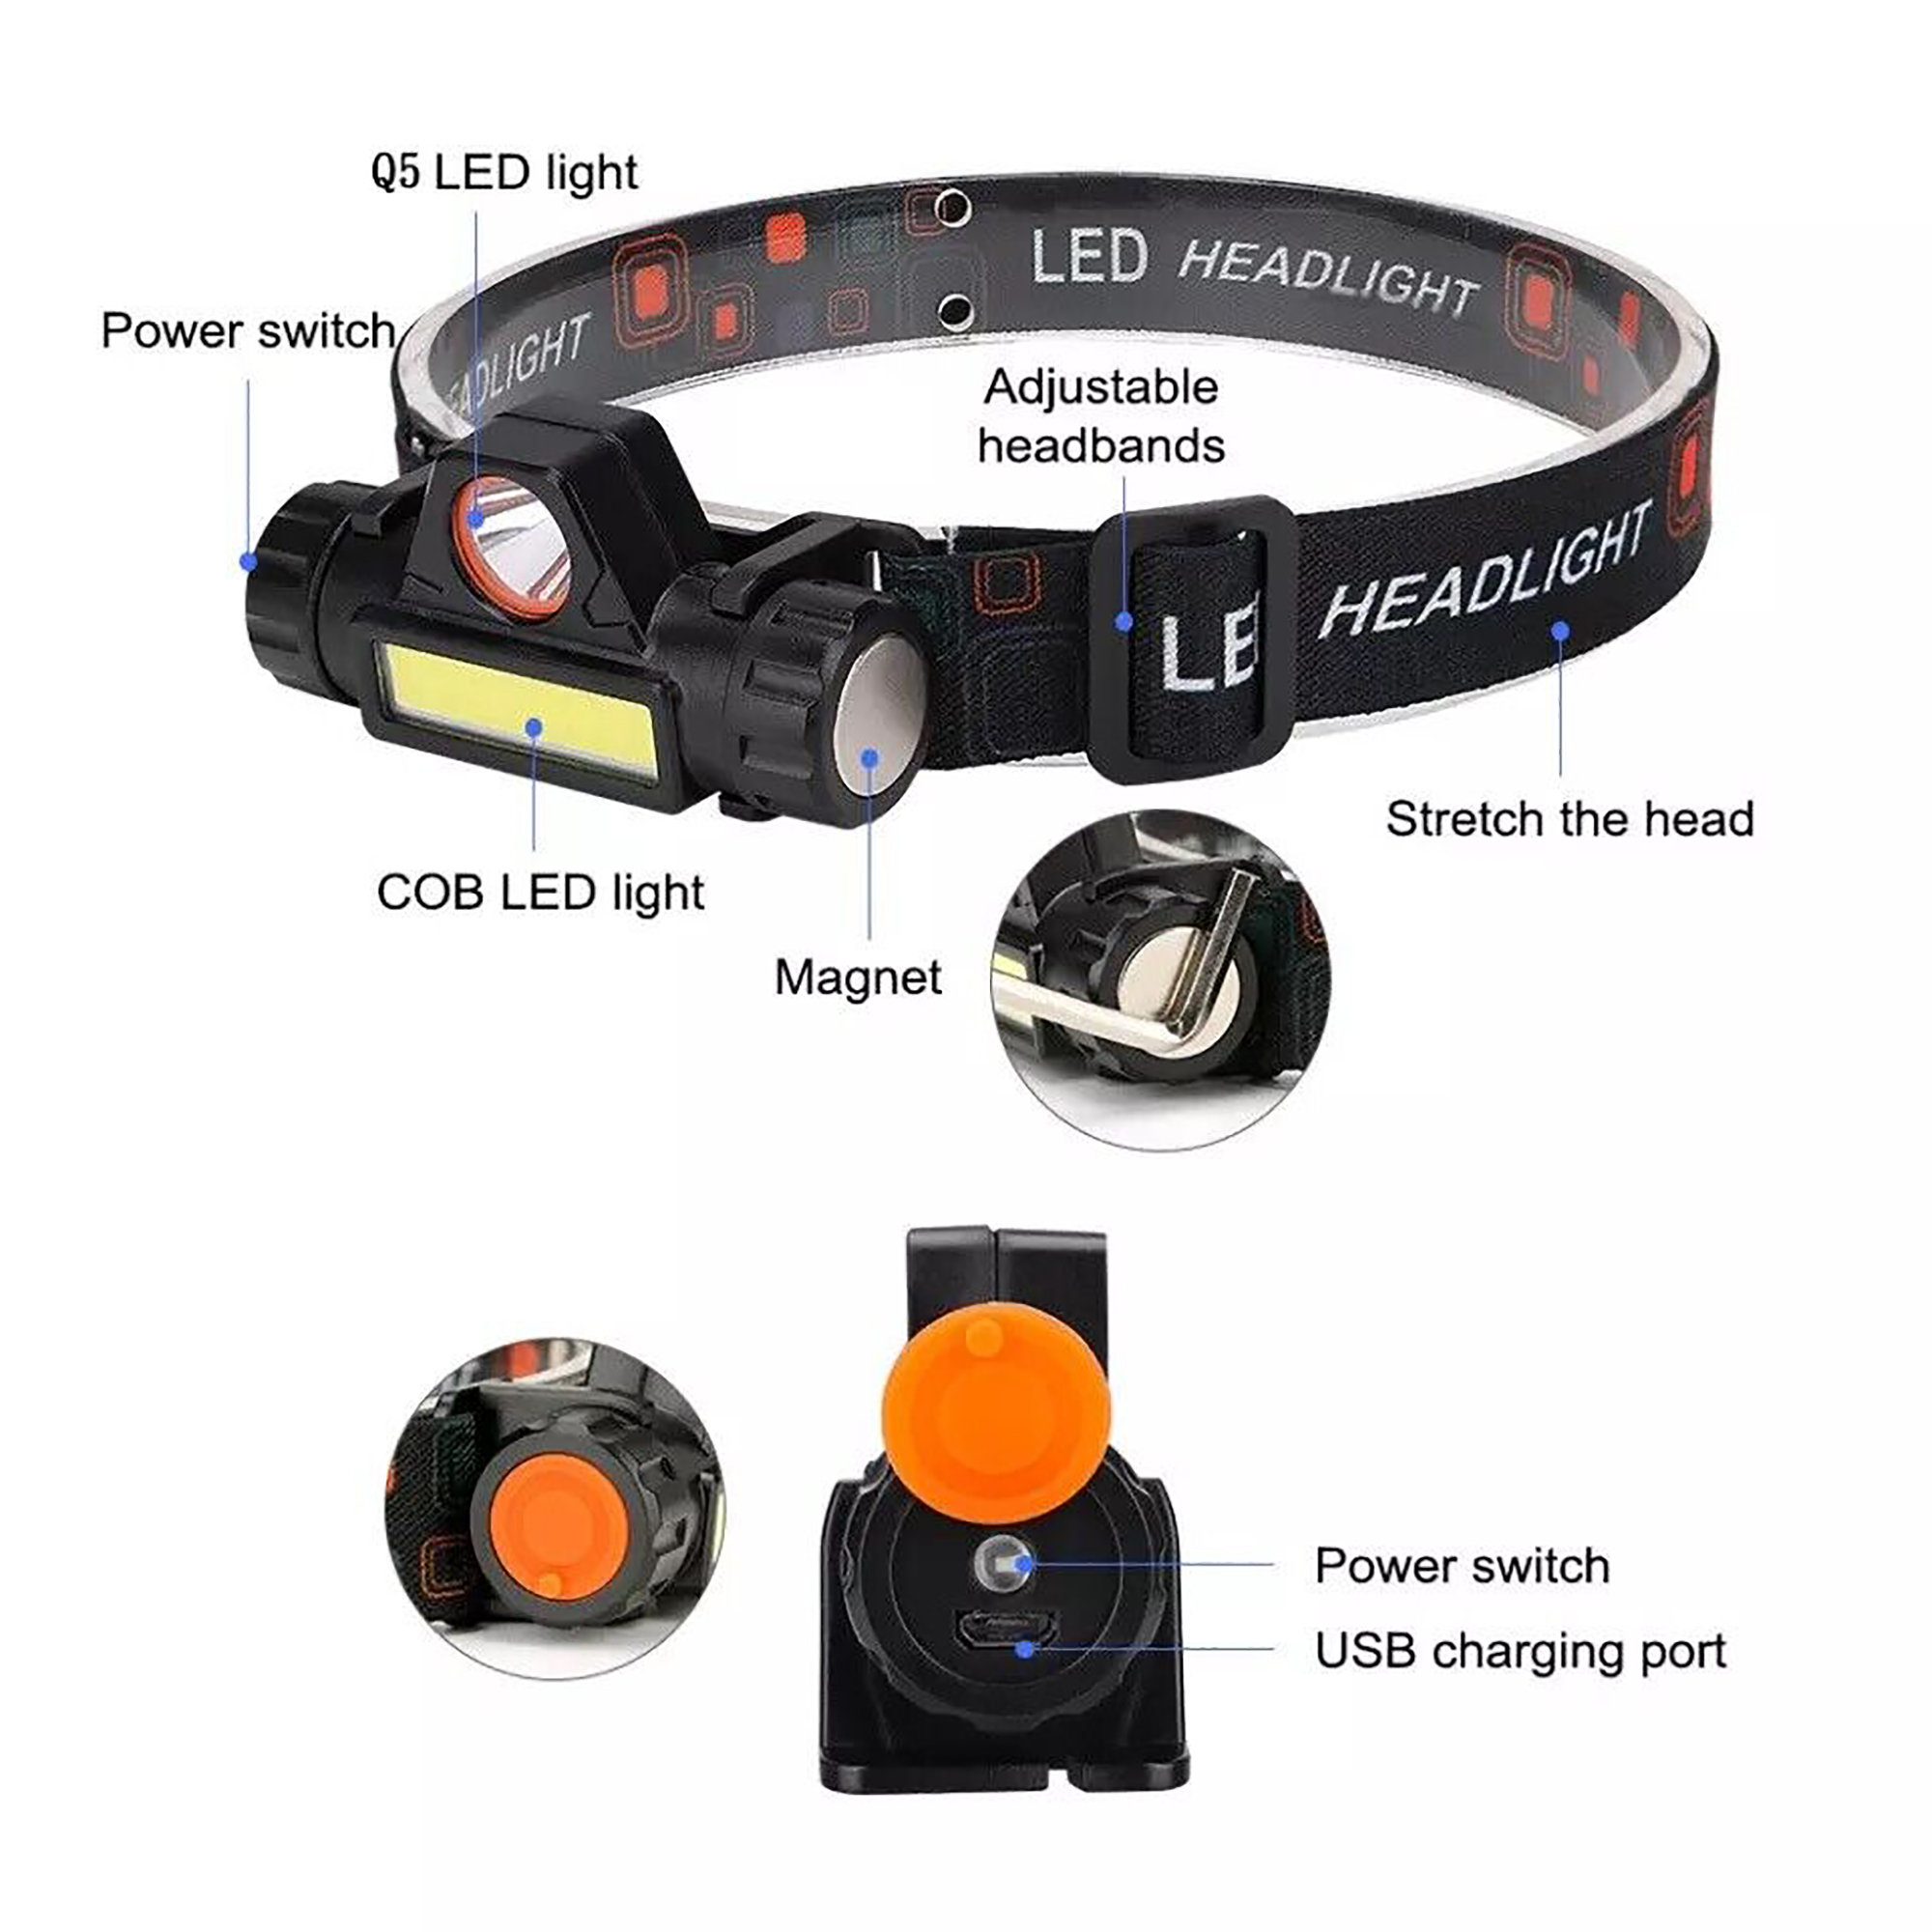 Q5 LED light
Power switch
LED HEADLIGHT
ADLIGHT
Adjustable
headbands
LE HEADLIGHT
Stretch the head
COB LED light
Magnet
Power switch
USB charging port